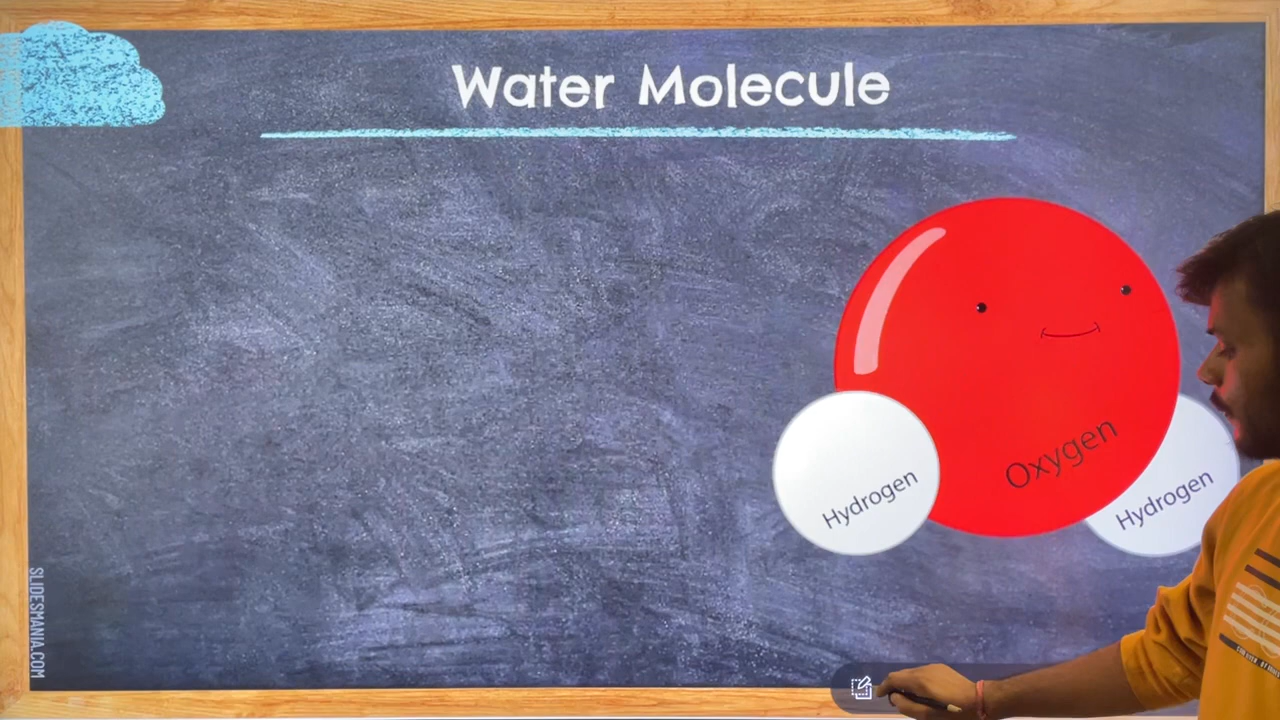 Water Molecule
Oxygen
Hydrogen
Hydrogen
SLIDESMANIA.COM